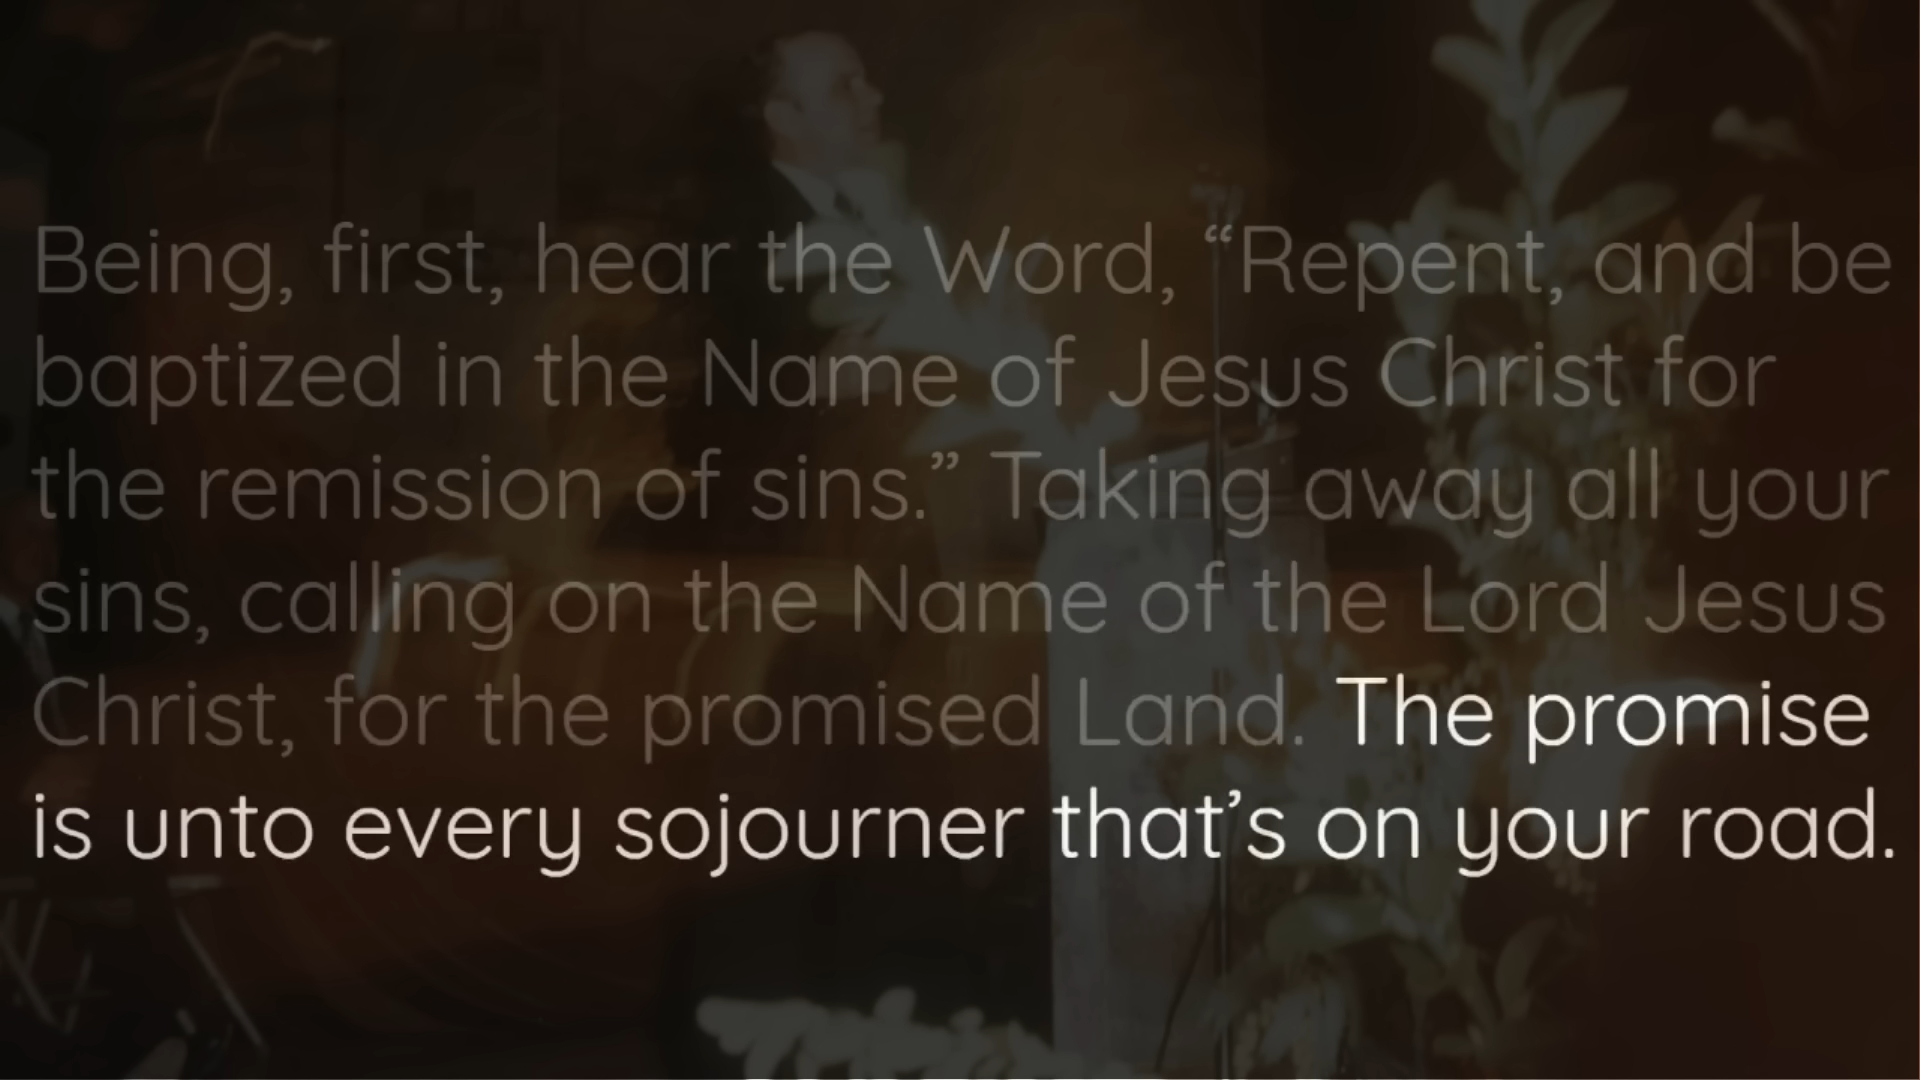 Being, first, hear the Word, “Repent, and be
baptized in the Name of Jesus Christ for
the remission of sins.” Taking away all your
sins, calling on the Name of the Lord Jesus
Christ, for the promised Land. The promise
is unto every sojourner that’s on your road.